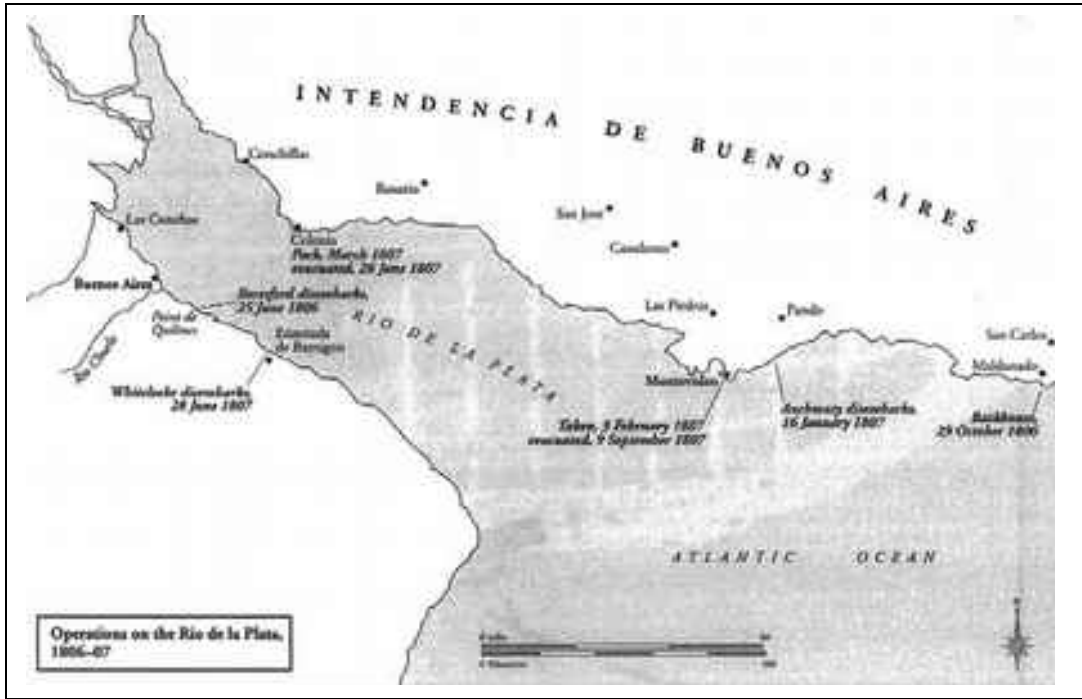 INTENDENCIA DE BUENOS AIRES
Conchillas
Rosario
San José
Canelones
Las Conchas
Colonia
Pack, March 1807
evacuated, 26 June 1807
Buenos Aires
Beresford disembarks,
25 June 1806
Point de
Quilmes
RIO DE LA PLATA
Ensenada
de Barragon
Whitelocke disembarks,
28 June 1807
Las Piedras
Pando
San Carlos
Maldonado
Montevideo
Taken, 3 February 1807
evacuated, 9 September 1807
Auchmuty disembarks,
16 January 1807
Backhouse,
29 October 1806
ATLANTIC OCEAN
Operations on the Rio de la Plata,
1806–07